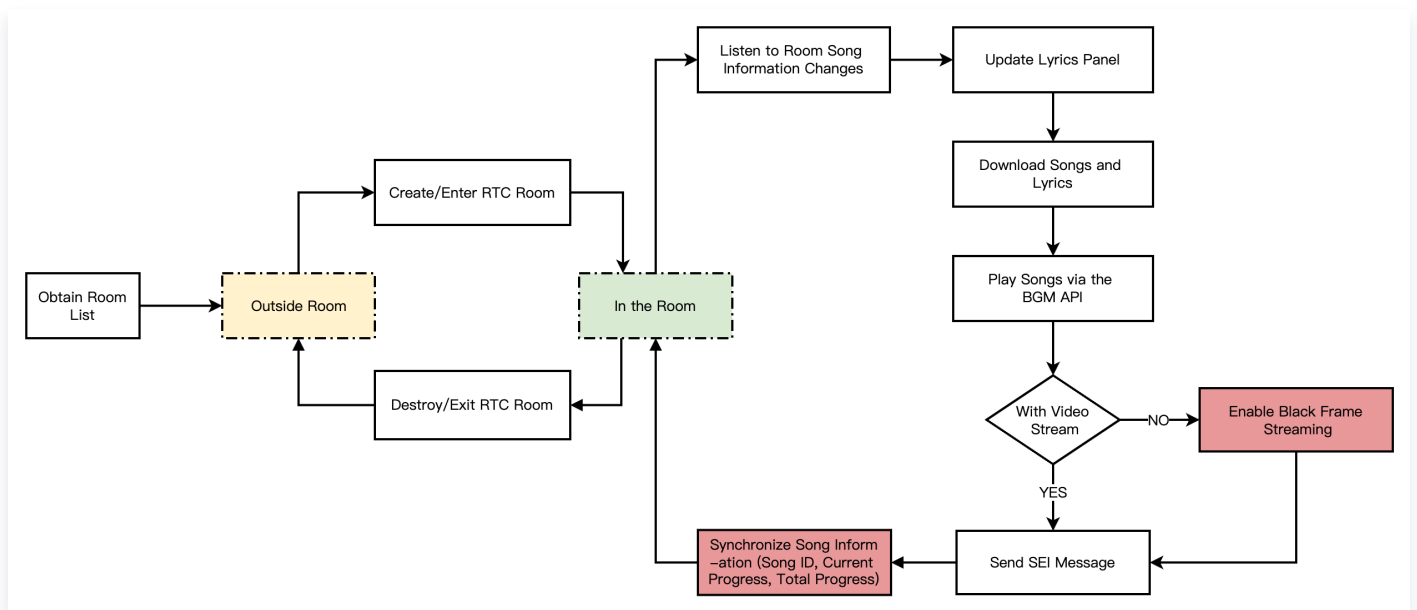 Listen to Room Song
Information Changes
Update Lyrics Panel
Download Songs and
Lyrics
Create/Enter RTC Room
Obtain Room
List
Outside Room
In the Room
Play Songs via the
BGM API
Destroy/Exit RTC Room
With Video
Stream
NO
Enable Black Frame
Streaming
YES
Synchronize Song Inform
-ation (Song ID, Current
Progress, Total Progress)
Send SEI Message